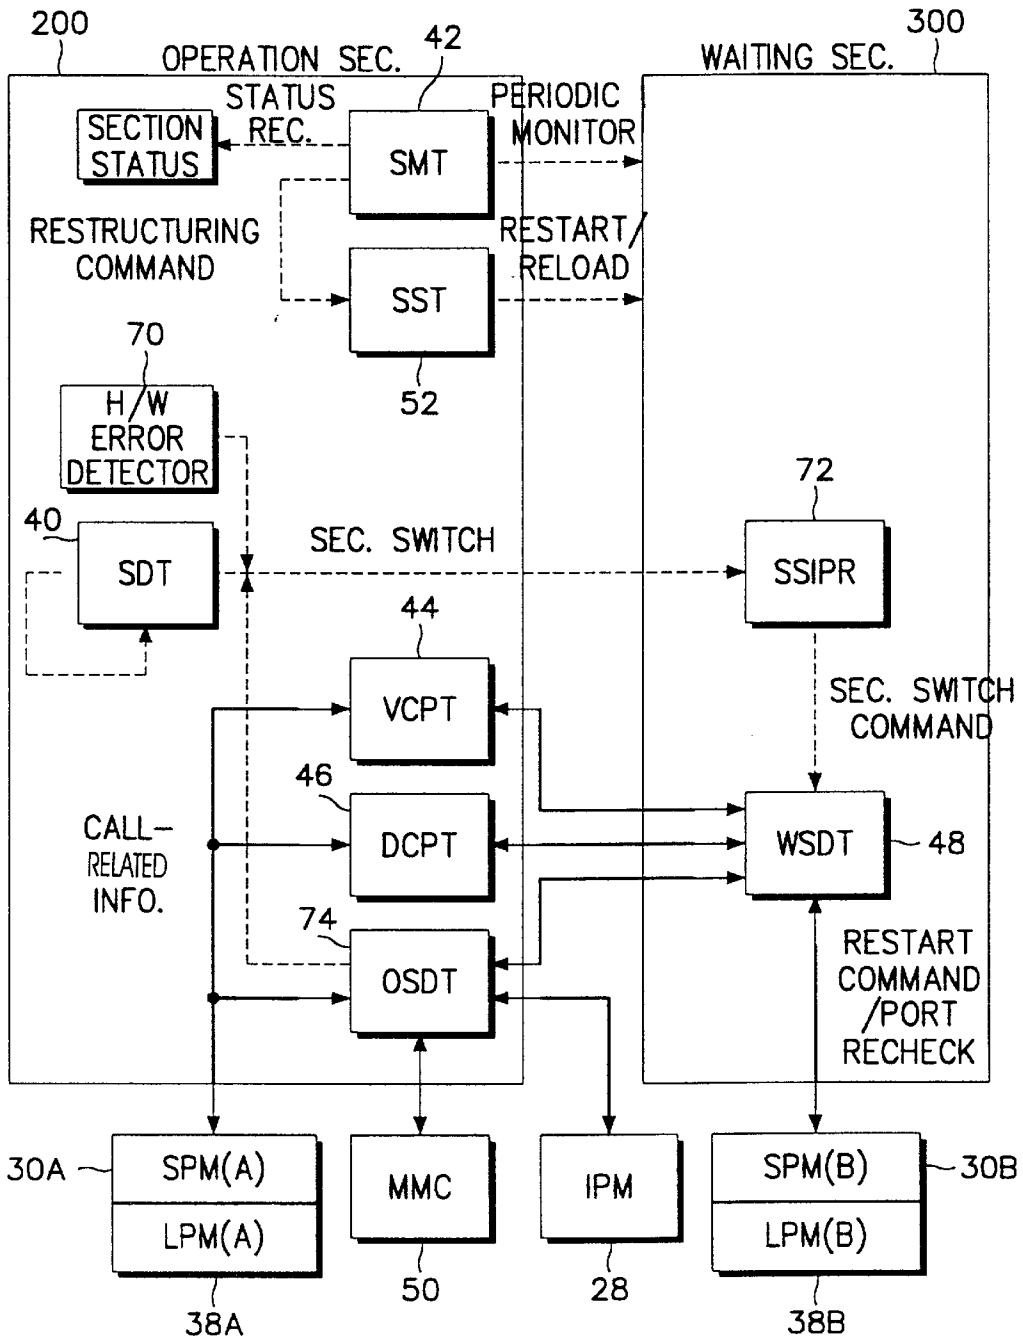 200
OPERATION SEC.
42
WAITING SEC.
300
STATUS
REC.
PERIODIC
MONITOR
SECTION
STATUS
SMT
RESTRUCTURING
COMMAND
RESTART/
RELOAD
SST
52
70
H/W
ERROR
DETECTOR
40
SDT
SEC. SWITCH
72
SSIPR
44
VCPT
SEC. SWITCH
COMMAND
46
DCPT
WSDT
48
CALL-
RELATED
INFO.
74
OSDT
RESTART
COMMAND
/PORT
RECHECK
30A
SPM(A)
LPM(A)
38A
MMC
50
IPM
28
SPM(B)
30B
LPM(B)
38B